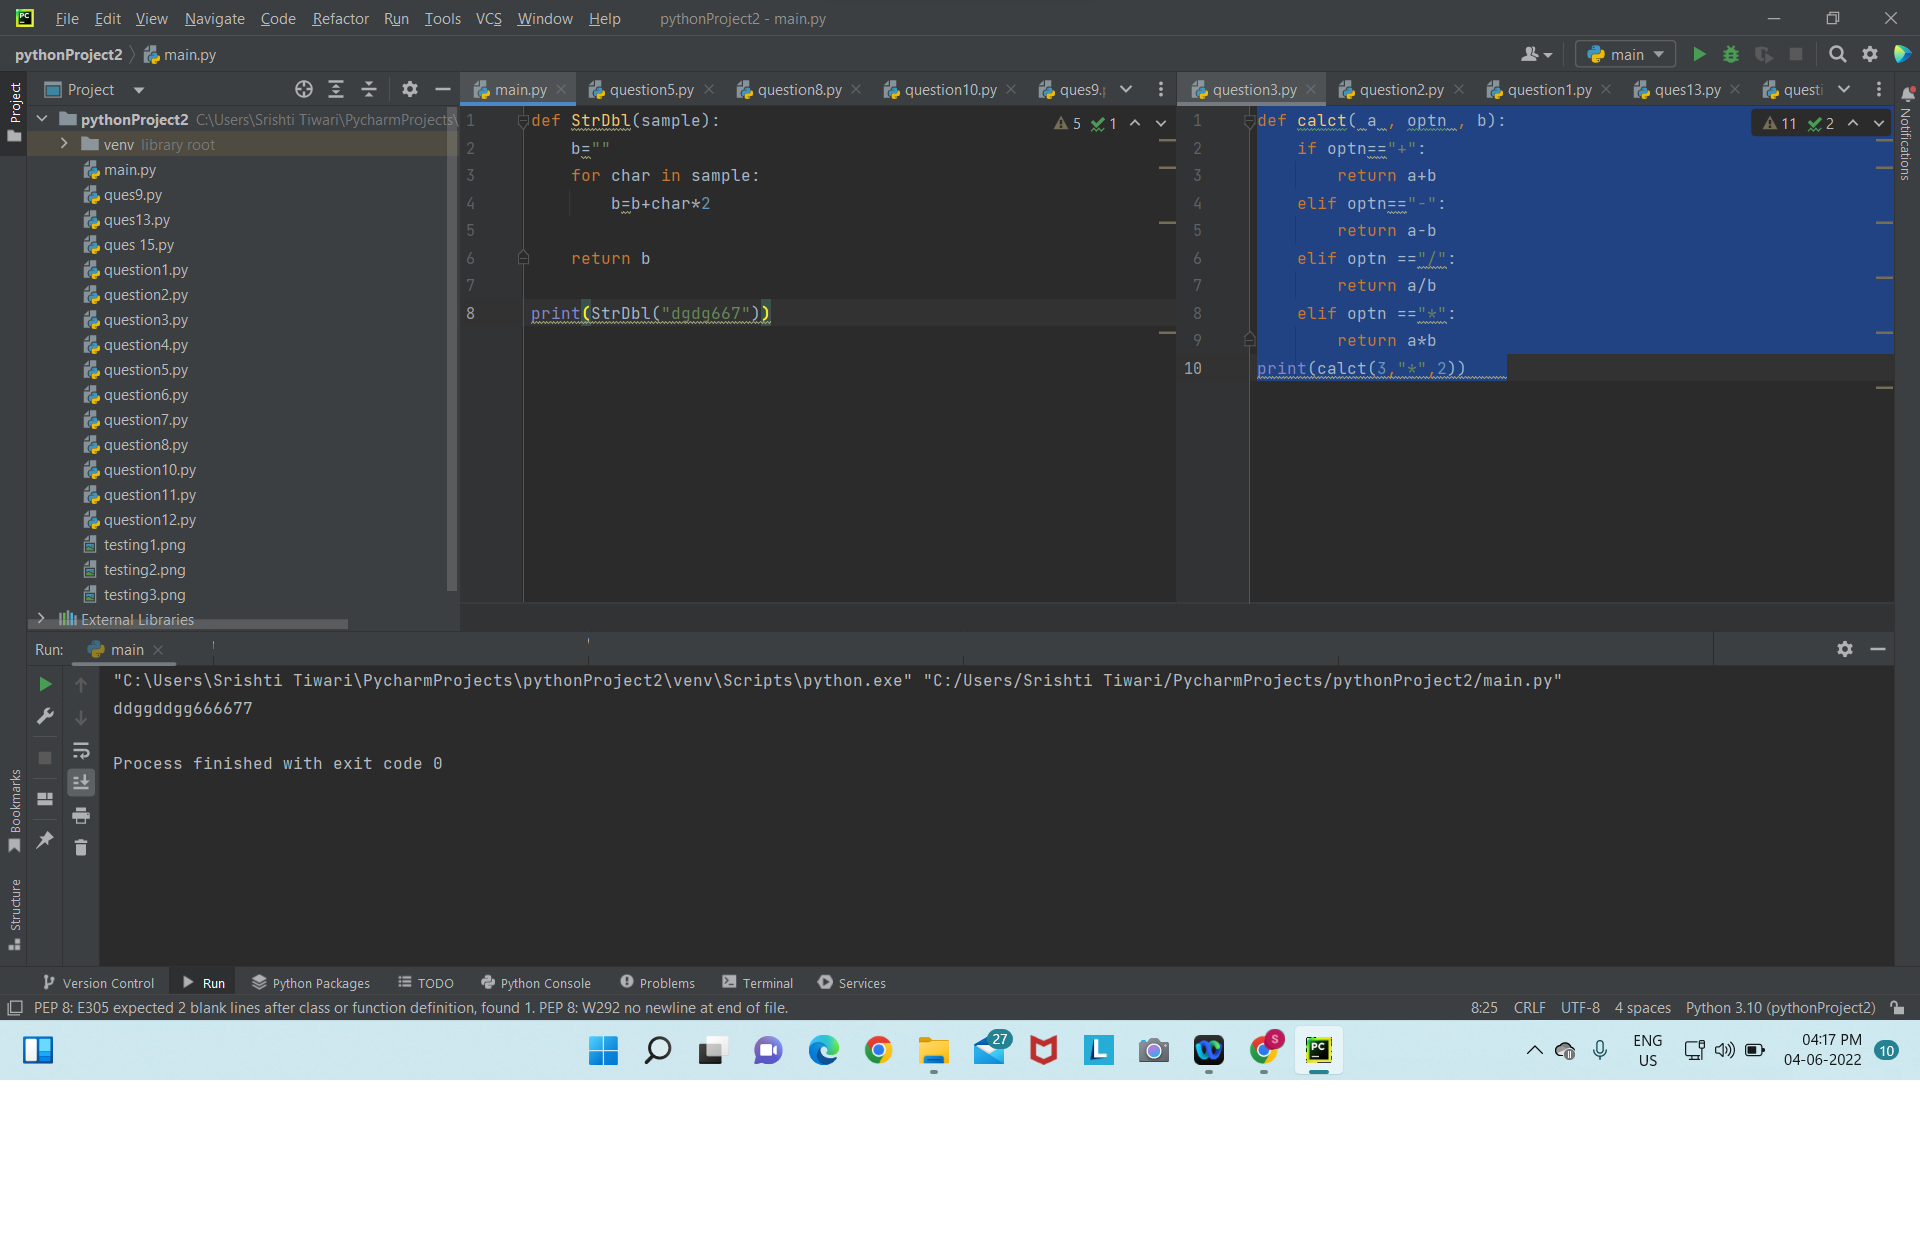 File Edit View Navigate Code Refactor Run Tools VCS Window Help pythonProject2 - main.py
pythonProject2 main.py main
Project main.py question5.py question8.py question10.py ques9. question3.py question2.py question1.py ques13.py questi
Project
Notifications
pythonProject2 C:\Users\Srishti Tiwari\PycharmProjects\
venv library root
main.py
ques9.py
ques13.py
ques 15.py
question1.py
question2.py
question3.py
question4.py
question5.py
question6.py
question7.py
question8.py
question10.py
question11.py
question12.py
testing1.png
testing2.png
testing3.png
External Libraries
5 1
1 def StrDbl(sample):
2 b=""
3 for char in sample:
4 b=b+char*2
5
6 return b
7
8 print(StrDbl("dgdg667"))
11 2
1 def calct( a , optn , b):
2 if optn=="+":
3 return a+b
4 elif optn=="-":
5 return a-b
6 elif optn =="/":
7 return a/b
8 elif optn =="*":
9 return a*b
10 print(calct(3,"*",2))
Run: main
"C:\Users\Srishti Tiwari\PycharmProjects\pythonProject2\venv\Scripts\python.exe" "C:/Users/Srishti Tiwari/PycharmProjects/pythonProject2/main.py"
ddggddgg666677
Process finished with exit code 0
Bookmarks
Structure
Version Control Run Python Packages TODO Python Console Problems Terminal Services
PEP 8: E305 expected 2 blank lines after class or function definition, found 1. PEP 8: W292 no newline at end of file. 8:25 CRLF UTF-8 4 spaces Python 3.10 (pythonProject2)
27 S PC ENG 04:17 PM
US 04-06-2022 10